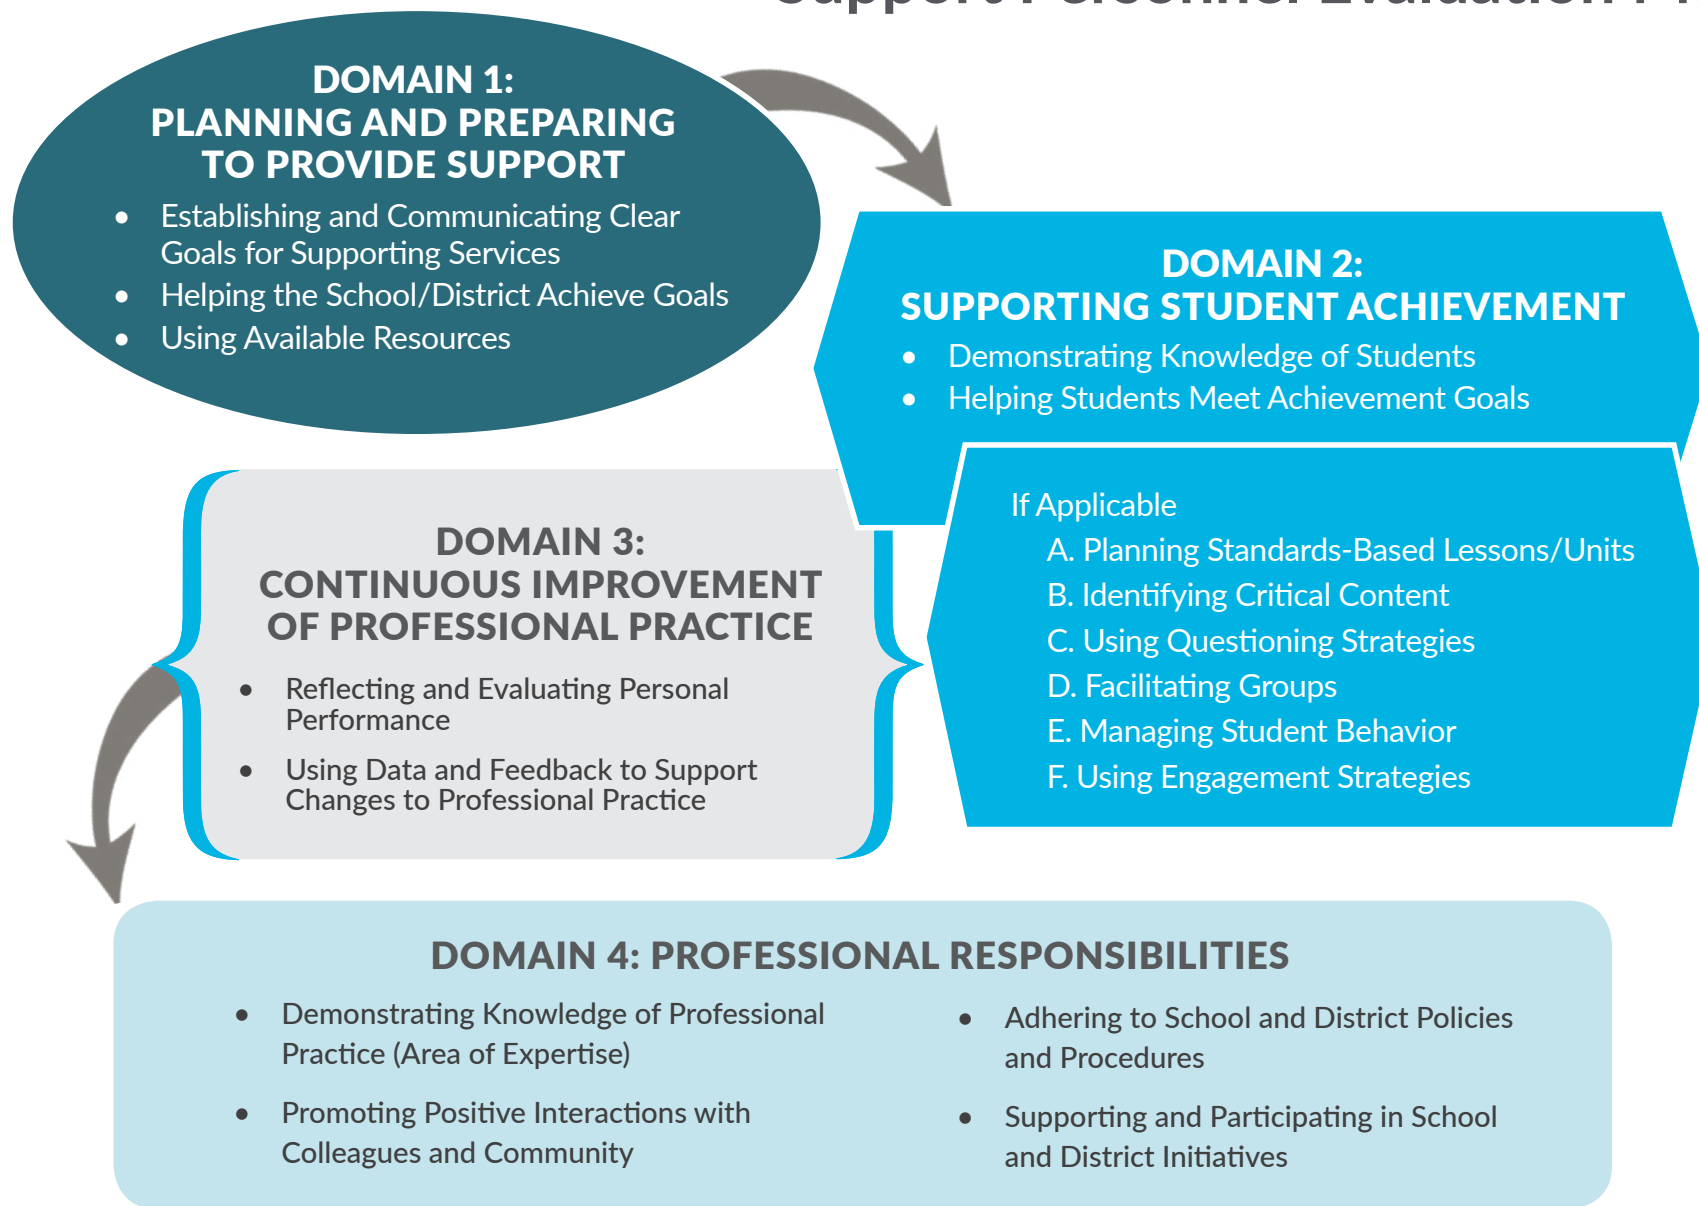 Support Personnel Evaluation
DOMAIN 1:
PLANNING AND PREPARING
TO PROVIDE SUPPORT
• Establishing and Communicating Clear
Goals for Supporting Services
• Helping the School/District Achieve Goals
• Using Available Resources
DOMAIN 2:
SUPPORTING STUDENT ACHIEVEMENT
• Demonstrating Knowledge of Students
• Helping Students Meet Achievement Goals
If Applicable
A. Planning Standards-Based Lessons/Units
B. Identifying Critical Content
C. Using Questioning Strategies
D. Facilitating Groups
E. Managing Student Behavior
F. Using Engagement Strategies
DOMAIN 3:
CONTINUOUS IMPROVEMENT
OF PROFESSIONAL PRACTICE
• Reflecting and Evaluating Personal
Performance
• Using Data and Feedback to Support
Changes to Professional Practice
DOMAIN 4: PROFESSIONAL RESPONSIBILITIES
• Demonstrating Knowledge of Professional
Practice (Area of Expertise)
• Promoting Positive Interactions with
Colleagues and Community
• Adhering to School and District Policies
and Procedures
• Supporting and Participating in School
and District Initiatives